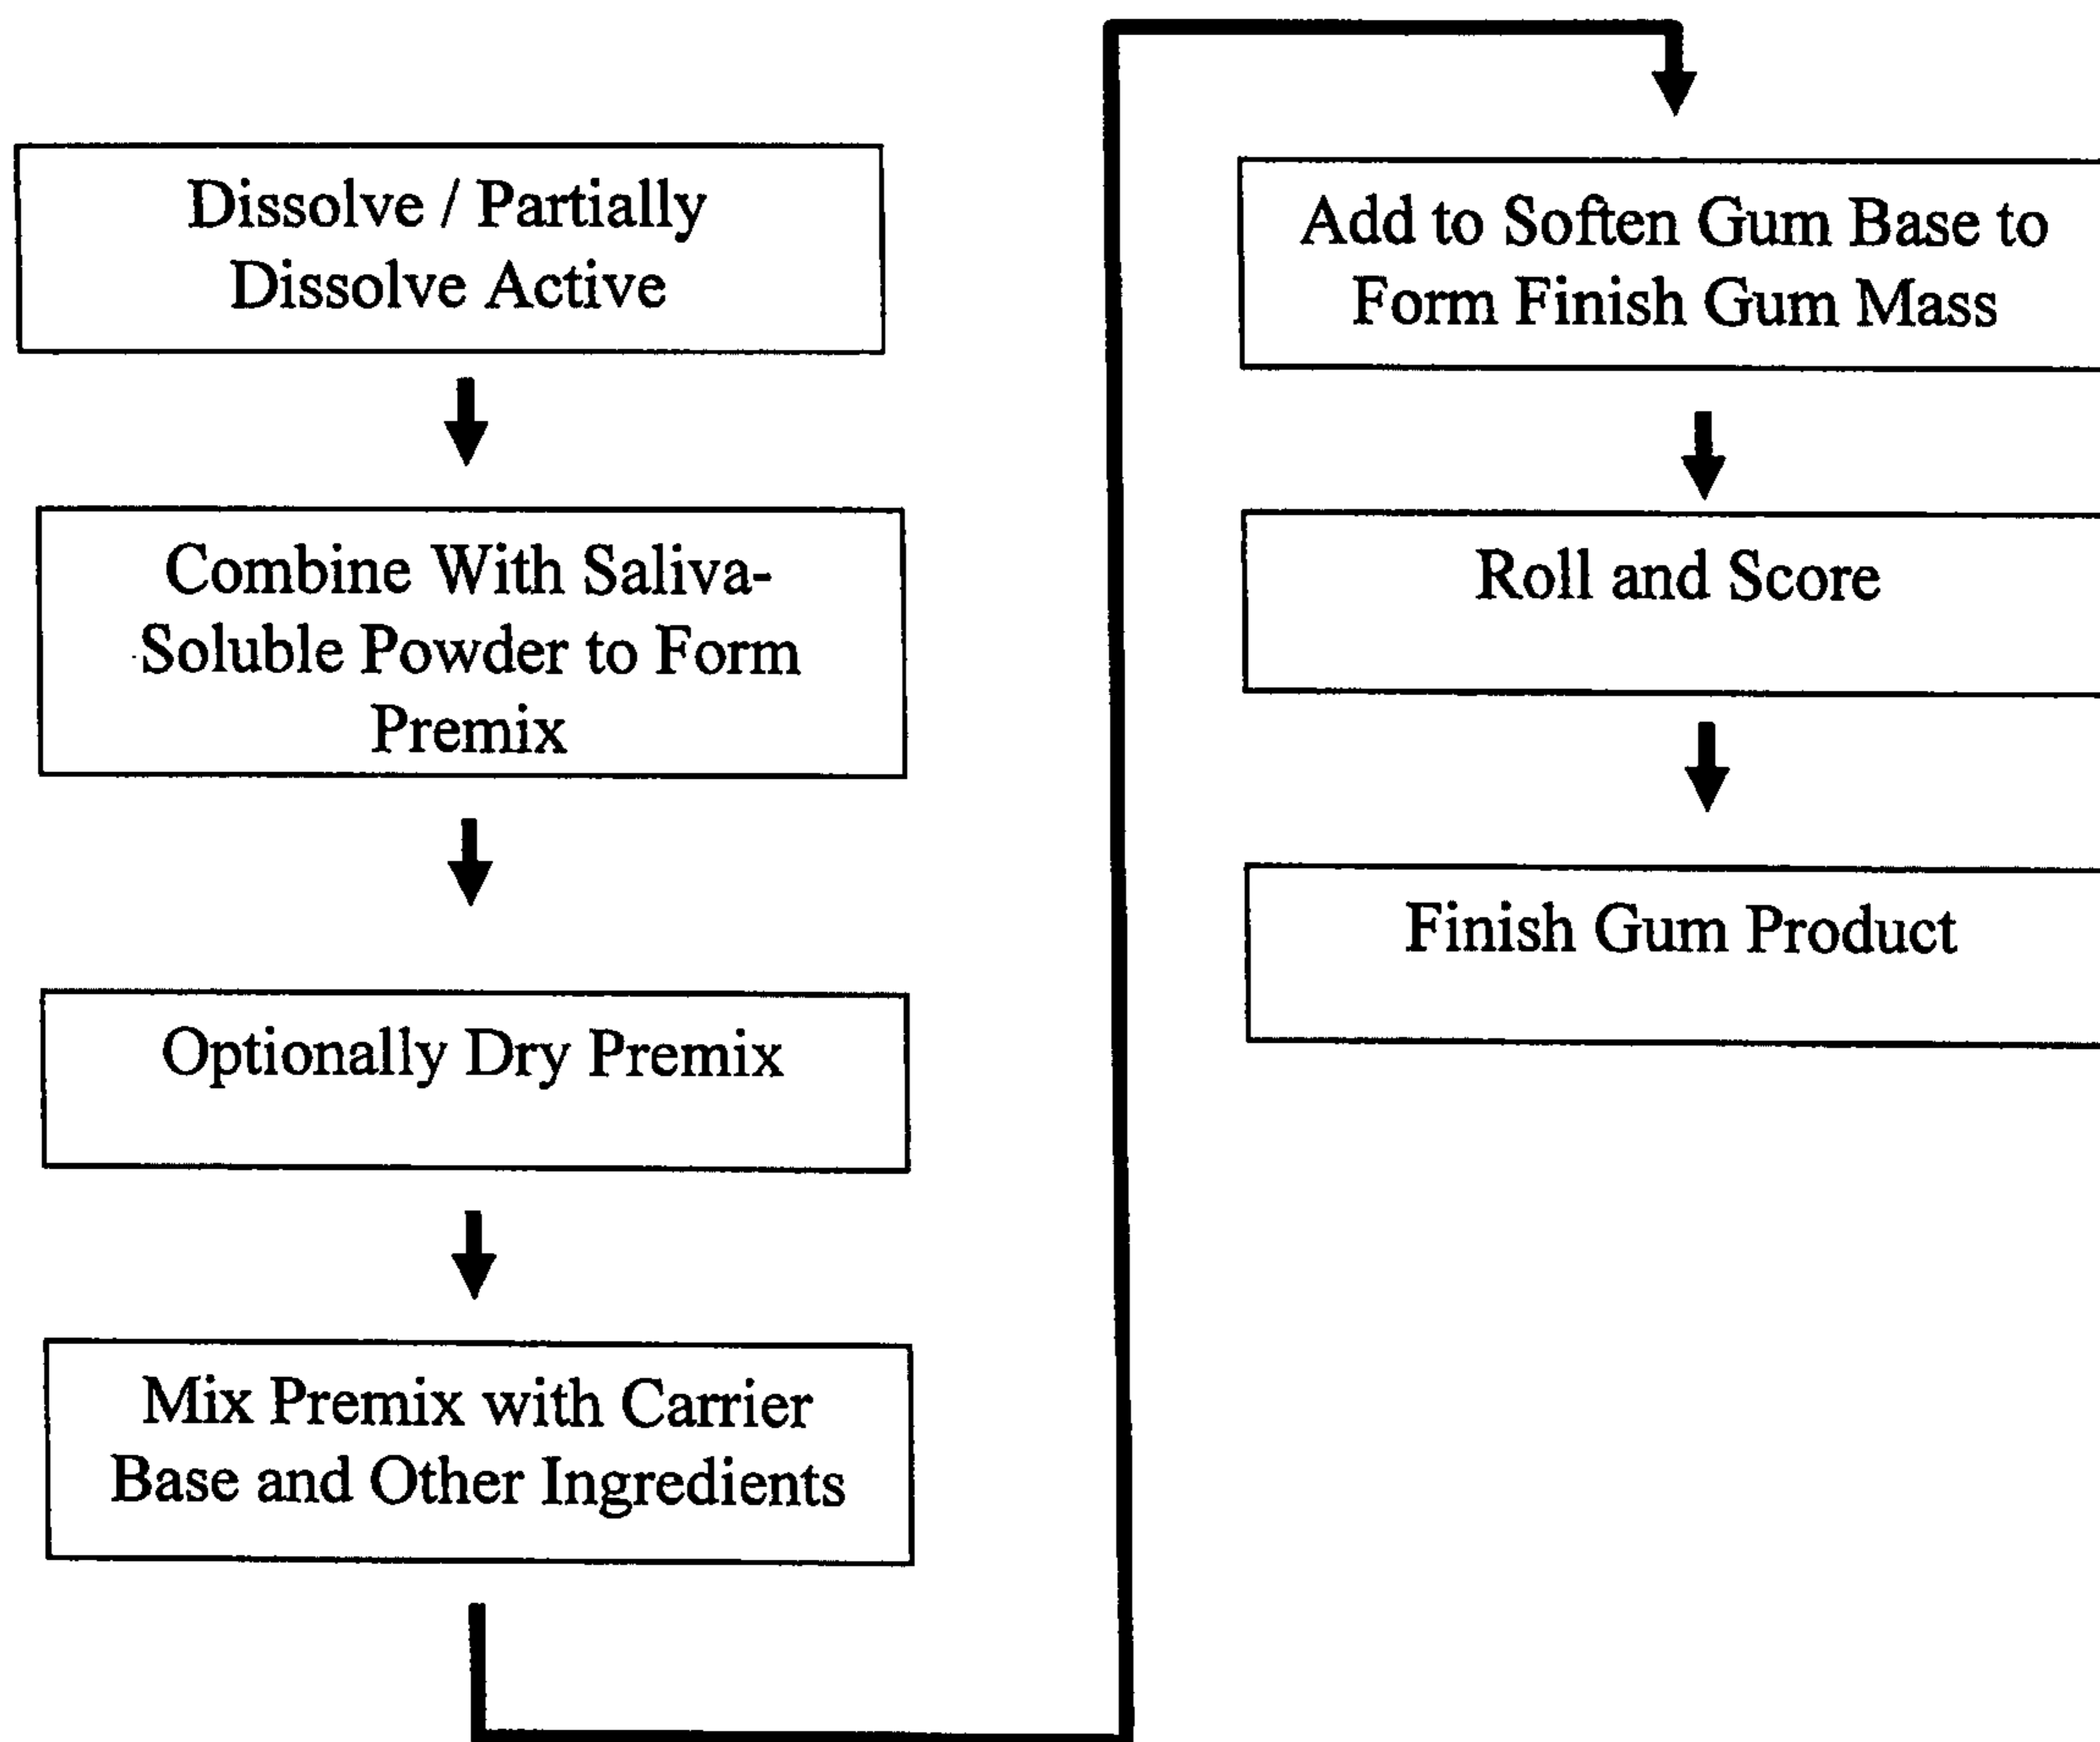 Dissolve / Partially
Dissolve Active
Combine With Saliva-
Soluble Powder to Form
Premix
Optionally Dry Premix
Mix Premix with Carrier
Base and Other Ingredients
Add to Soften Gum Base to
Form Finish Gum Mass
Roll and Score
Finish Gum Product